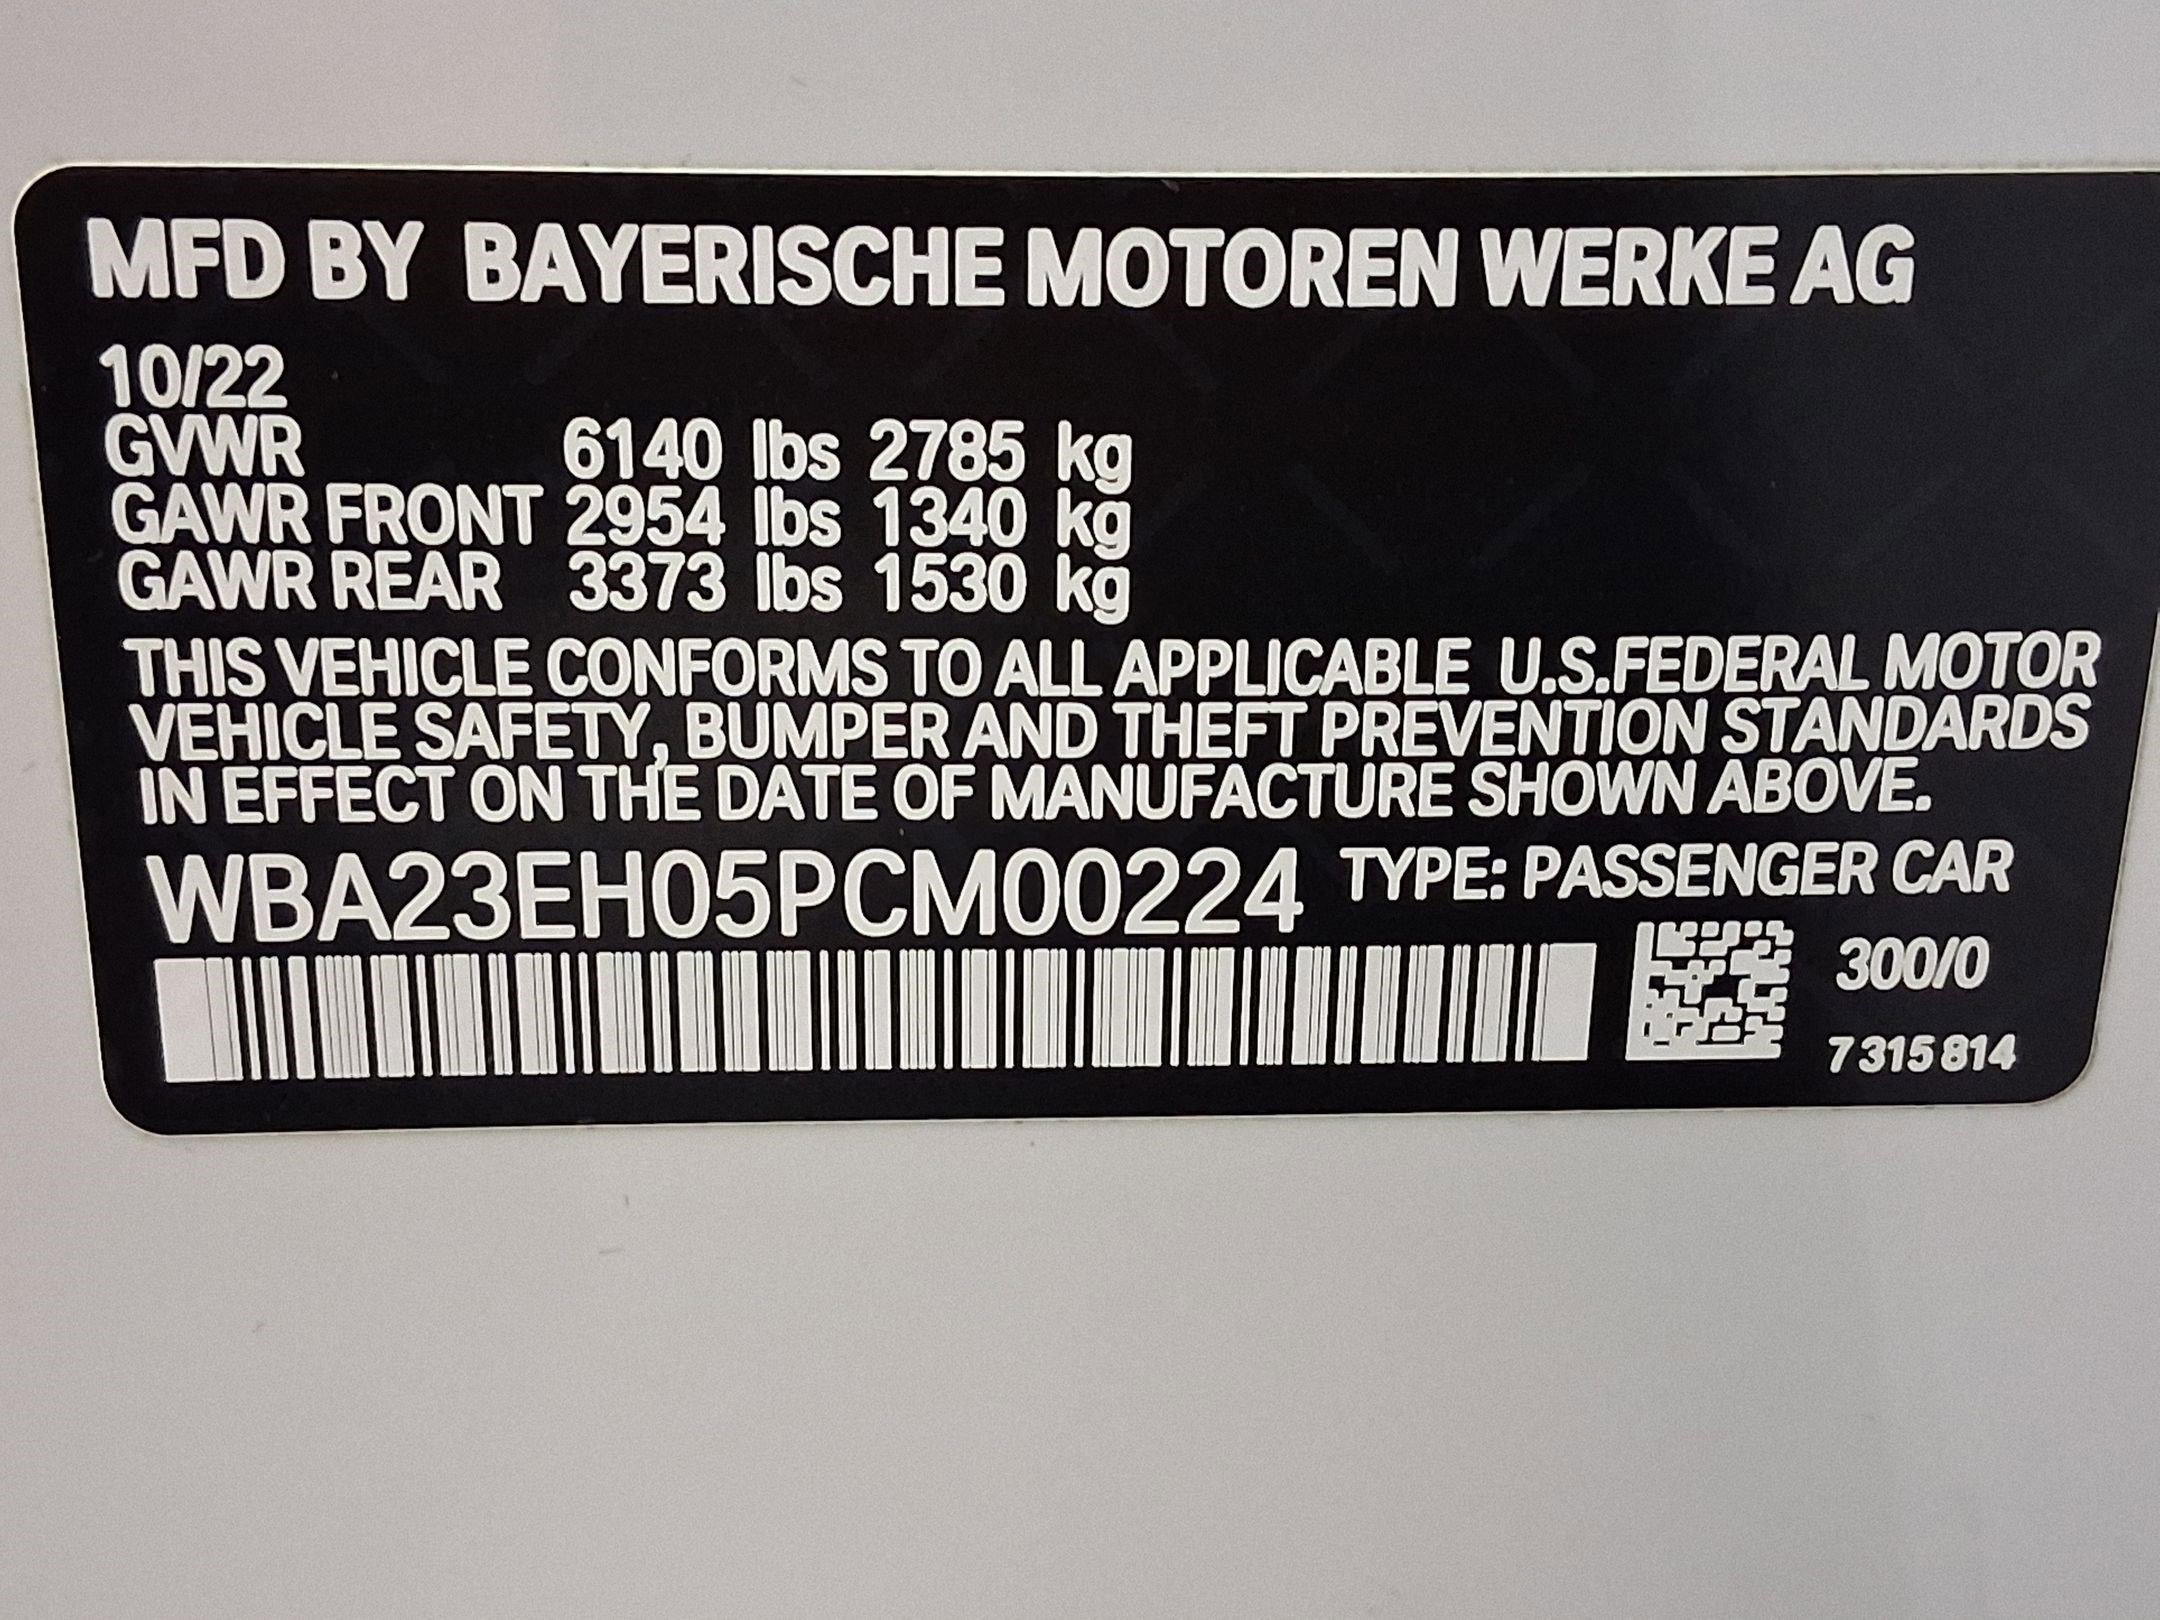 MFD BY BAYERISCHE MOTOREN WERKE AG
10/22
GVWR 6140 lbs 2785 kg
GAWR FRONT 2954 lbs 1340 kg
GAWR REAR 3373 lbs 1530 kg
THIS VEHICLE CONFORMS TO ALL APPLICABLE U.S.FEDERAL MOTOR
VEHICLE SAFETY, BUMPER AND THEFT PREVENTION STANDARDS
IN EFFECT ON THE DATE OF MANUFACTURE SHOWN ABOVE.
WBA23EH05PCM00224 TYPE: PASSENGER CAR
300/0
7 315 814